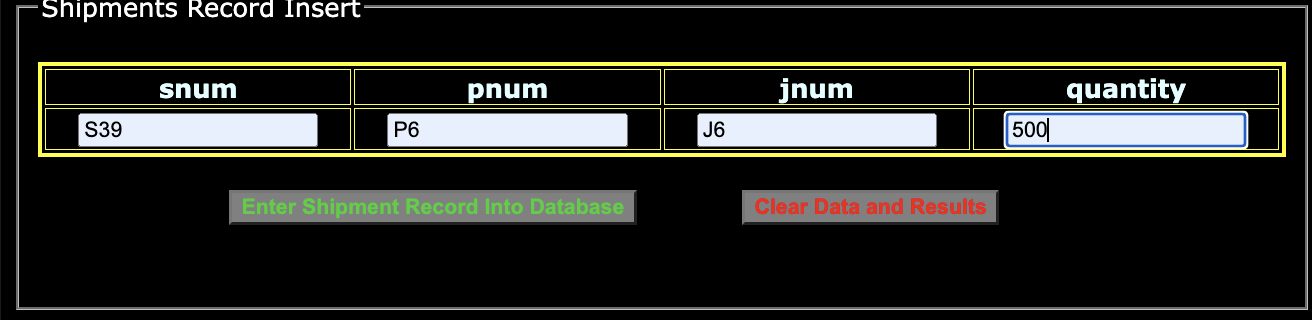 Shipments Record Insert
snum pnum jnum quantity
S39 P6 J6 500
Enter Shipment Record Into Database Clear Data and Results